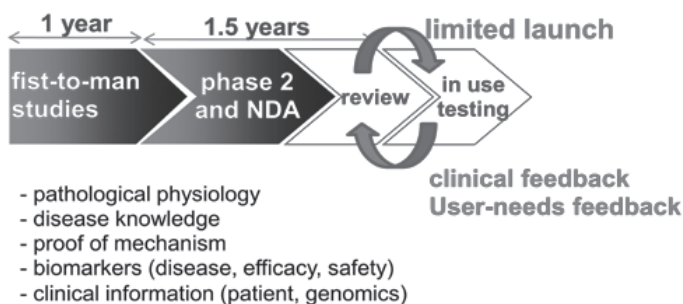 1 year
1.5 years
limited launch
fist-to-man
studies
phase 2
and NDA
review
in use
testing
clinical feedback
User-needs feedback
- pathological physiology
- disease knowledge
- proof of mechanism
- biomarkers (disease, efficacy, safety)
- clinical information (patient, genomics)